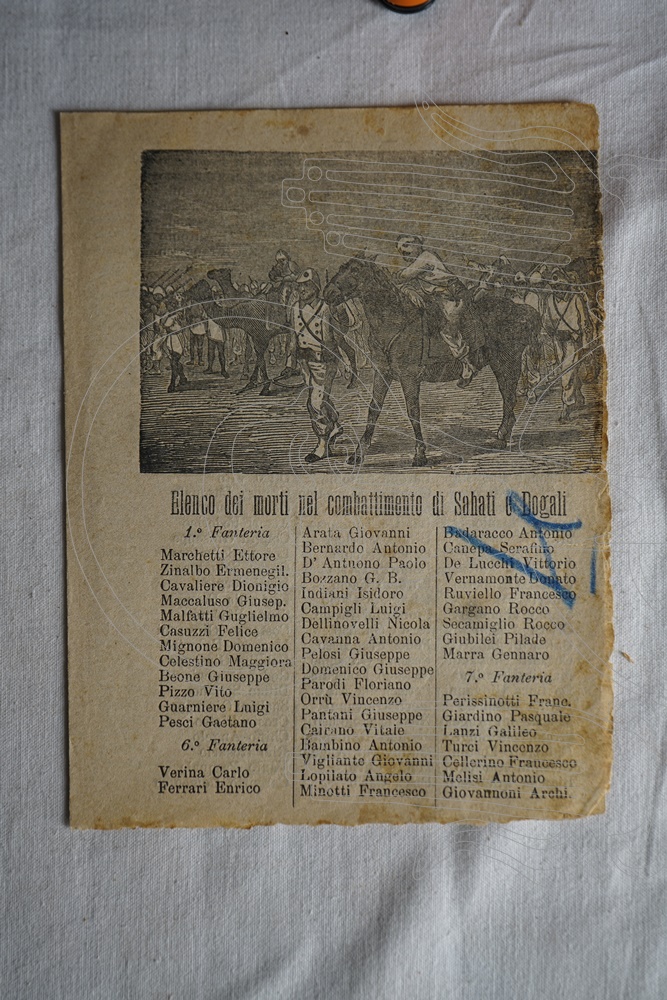 Elenco dei morti nel combattimento di Sahati e Dogali
1.º Fanteria
Marchetti Ettore
Zinalbo Ermenegil.
Cavaliere Dionigio
Maccaluso Giusep.
Malfatti Guglielmo
Casuzzi Felice
Mignone Domenico
Celestino Maggiora
Beone Giuseppe
Pizzo Vito
Guarniere Luigi
Pesci Gaetano
6.º Fanteria
Verina Carlo
Ferrari Enrico
Arata Giovanni
Bernardo Antonio
D' Antuono Paolo
Bozzano G. B.
Indiani Isidoro
Campigli Luigi
Dellinovelli Nicola
Cavanna Antonio
Pelosi Giuseppe
Domenico Giuseppe
Parodi Floriano
Orrù Vincenzo
Pantani Giuseppe
Cairano Vitale
Bambino Antonio
Vigliante Giovanni
Lopilato Angelo
Minotti Francesco
Badaracco Antonio
Canepa Serafino
De Lucchi Vittorio
Vernamonte Donato
Ruviello Francesco
Gargano Rocco
Secamiglio Rocco
Giubilei Pilade
Marra Gennaro
7.º Fanteria
Perissinotti Franc.
Giardino Pasquale
Lanzi Galileo
Turci Vincenzo
Cellerino Francesco
Melisi Antonio
Giovannoni Archi.